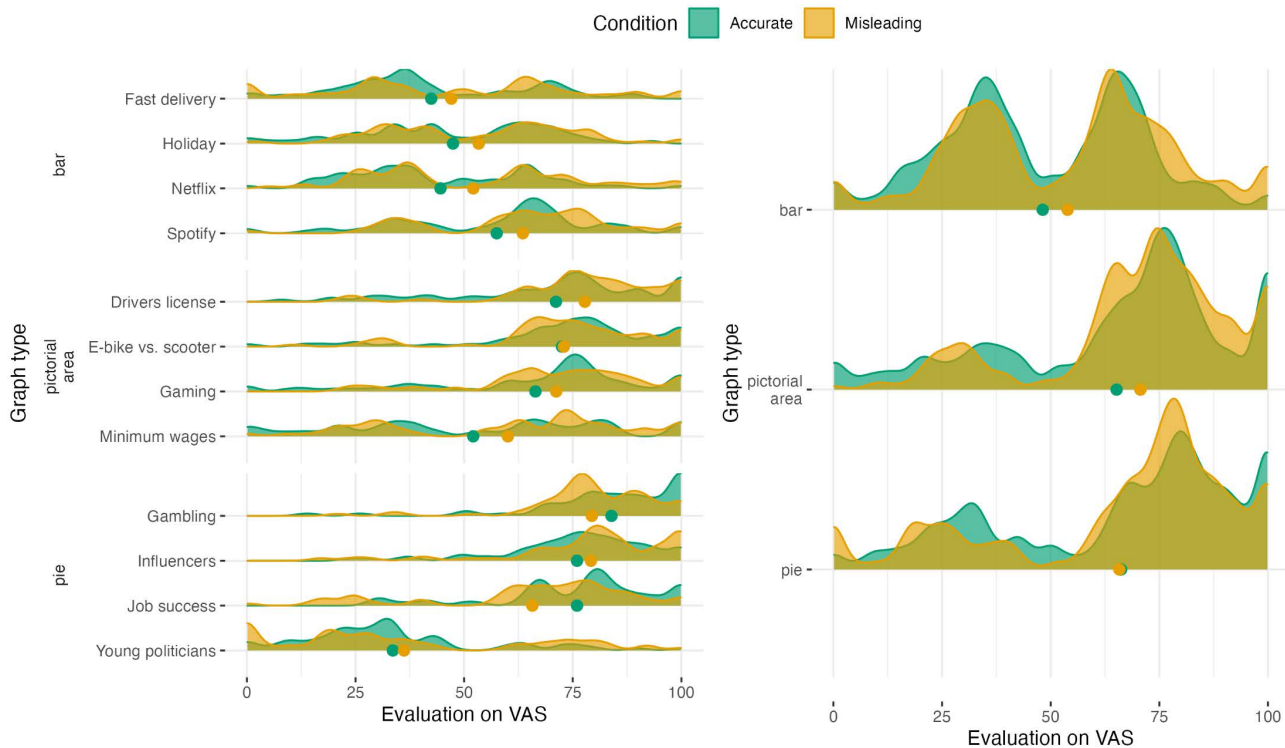 Condition Accurate Misleading
Graph type
bar
Fast delivery
Holiday
Netflix
Spotify
pictorial
area
Drivers license
E-bike vs. scooter
Gaming
Minimum wages
pie
Gambling
Influencers
Job success
Young politicians
0 25 50 75 100
Evaluation on VAS
Graph type
bar
pictorial
area
pie
0 25 50 75 100
Evaluation on VAS